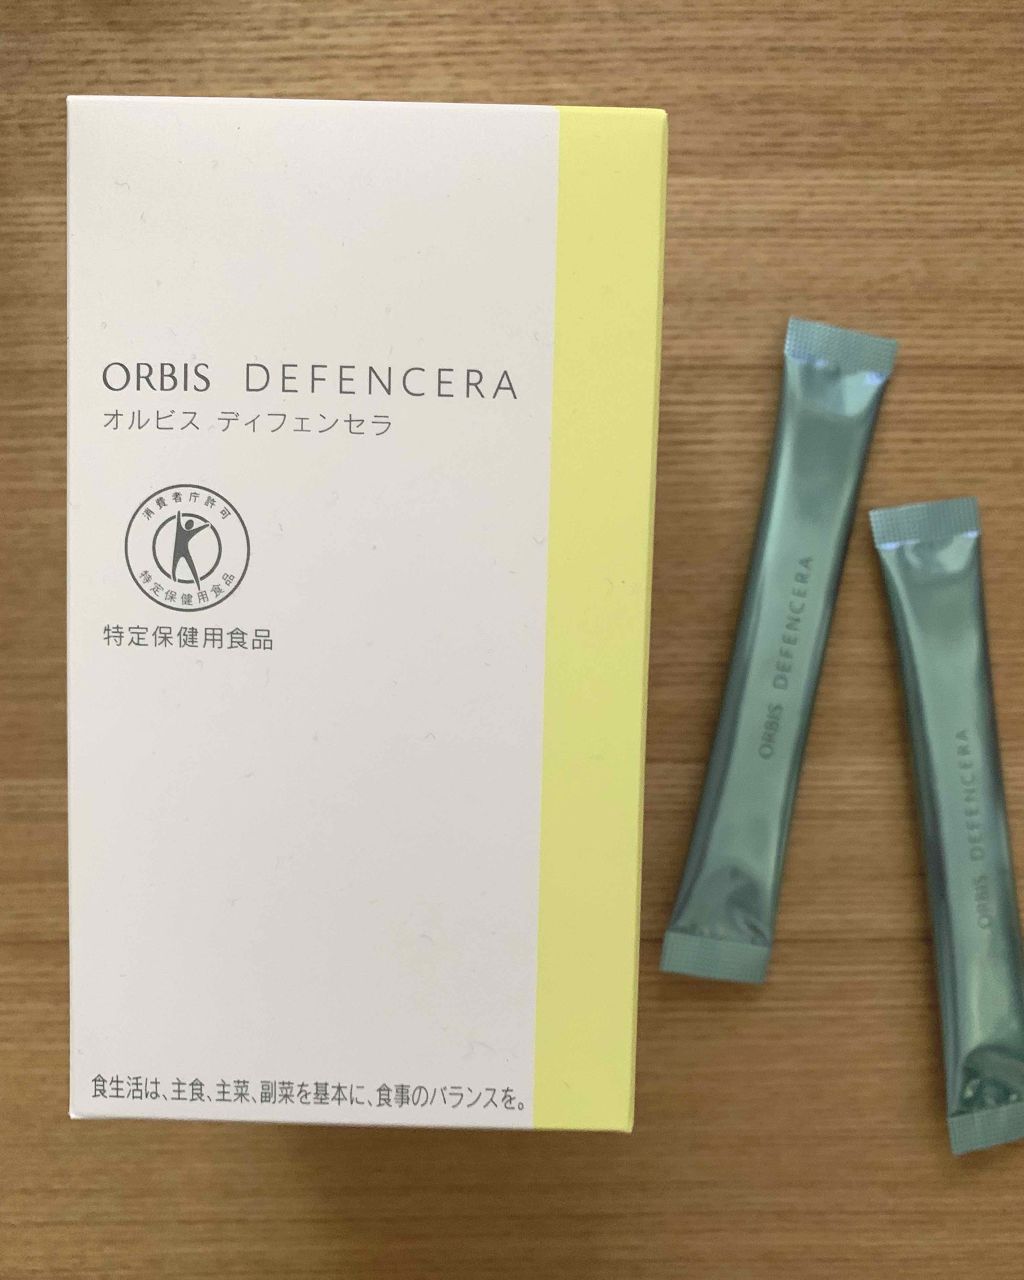 ORBIS DEFENCERA
オルビス ディフェンセラ
消費者庁許可
特定保健用食品
特定保健用食品
食生活は、主食、主菜、副菜を基本に、食事のバランスを。
ORBIS DEFENCERA
ORBIS DEFENCERA